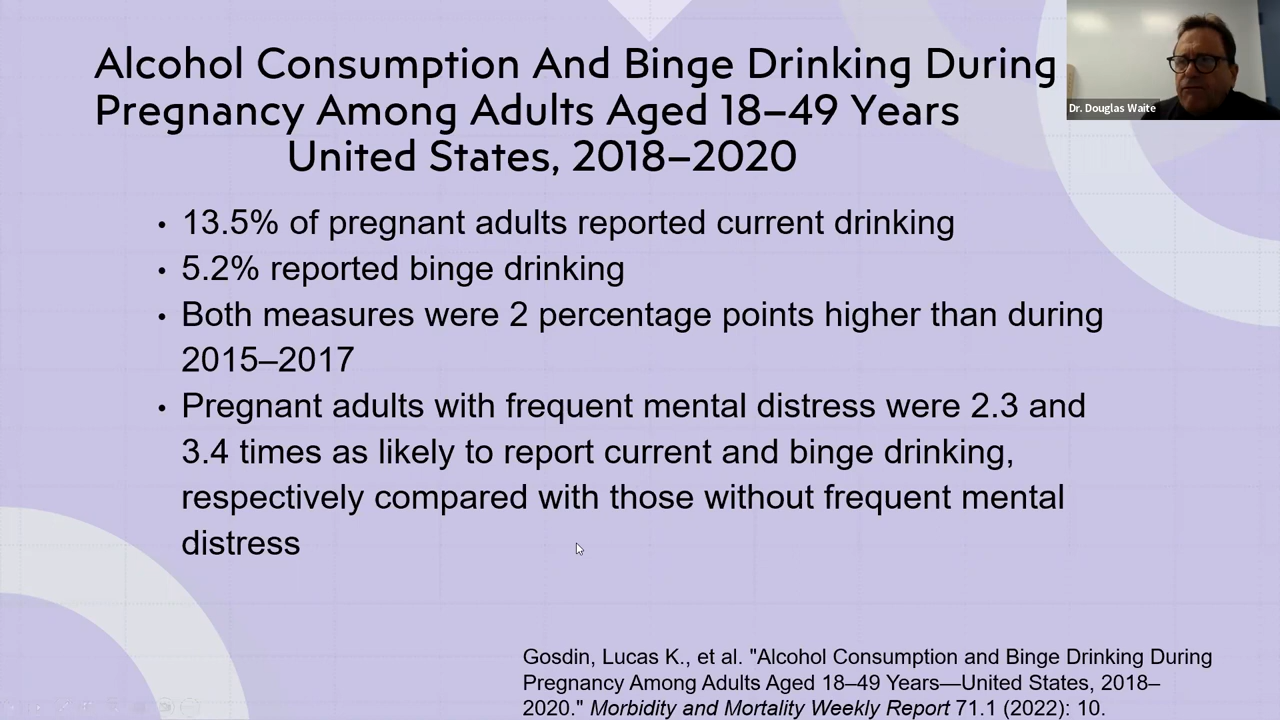 Alcohol Consumption And Binge Drinking During
Pregnancy Among Adults Aged 18–49 Years
United States, 2018–2020
Dr. Douglas Waite
• 13.5% of pregnant adults reported current drinking
• 5.2% reported binge drinking
• Both measures were 2 percentage points higher than during
2015–2017
• Pregnant adults with frequent mental distress were 2.3 and
3.4 times as likely to report current and binge drinking,
respectively compared with those without frequent mental
distress
Gosdin, Lucas K., et al. "Alcohol Consumption and Binge Drinking During
Pregnancy Among Adults Aged 18–49 Years—United States, 2018–
2020." Morbidity and Mortality Weekly Report 71.1 (2022): 10.